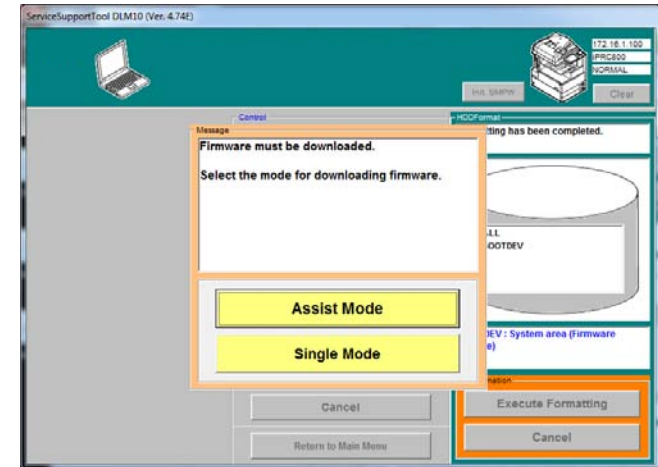 ServiceSupportTool DLM10 (Ver. 4.74E)
172.16.1.100
iPRC800
NORMAL
Init. SMPW
Clear
Control
HDDFormat
Message
Firmware must be downloaded.
Select the mode for downloading firmware.
tting has been completed.
LL
OOTDEV
Assist Mode
Single Mode
DEV : System area (Firmware
e)
mation
Cancel
Execute Formatting
Return to Main Menu
Cancel